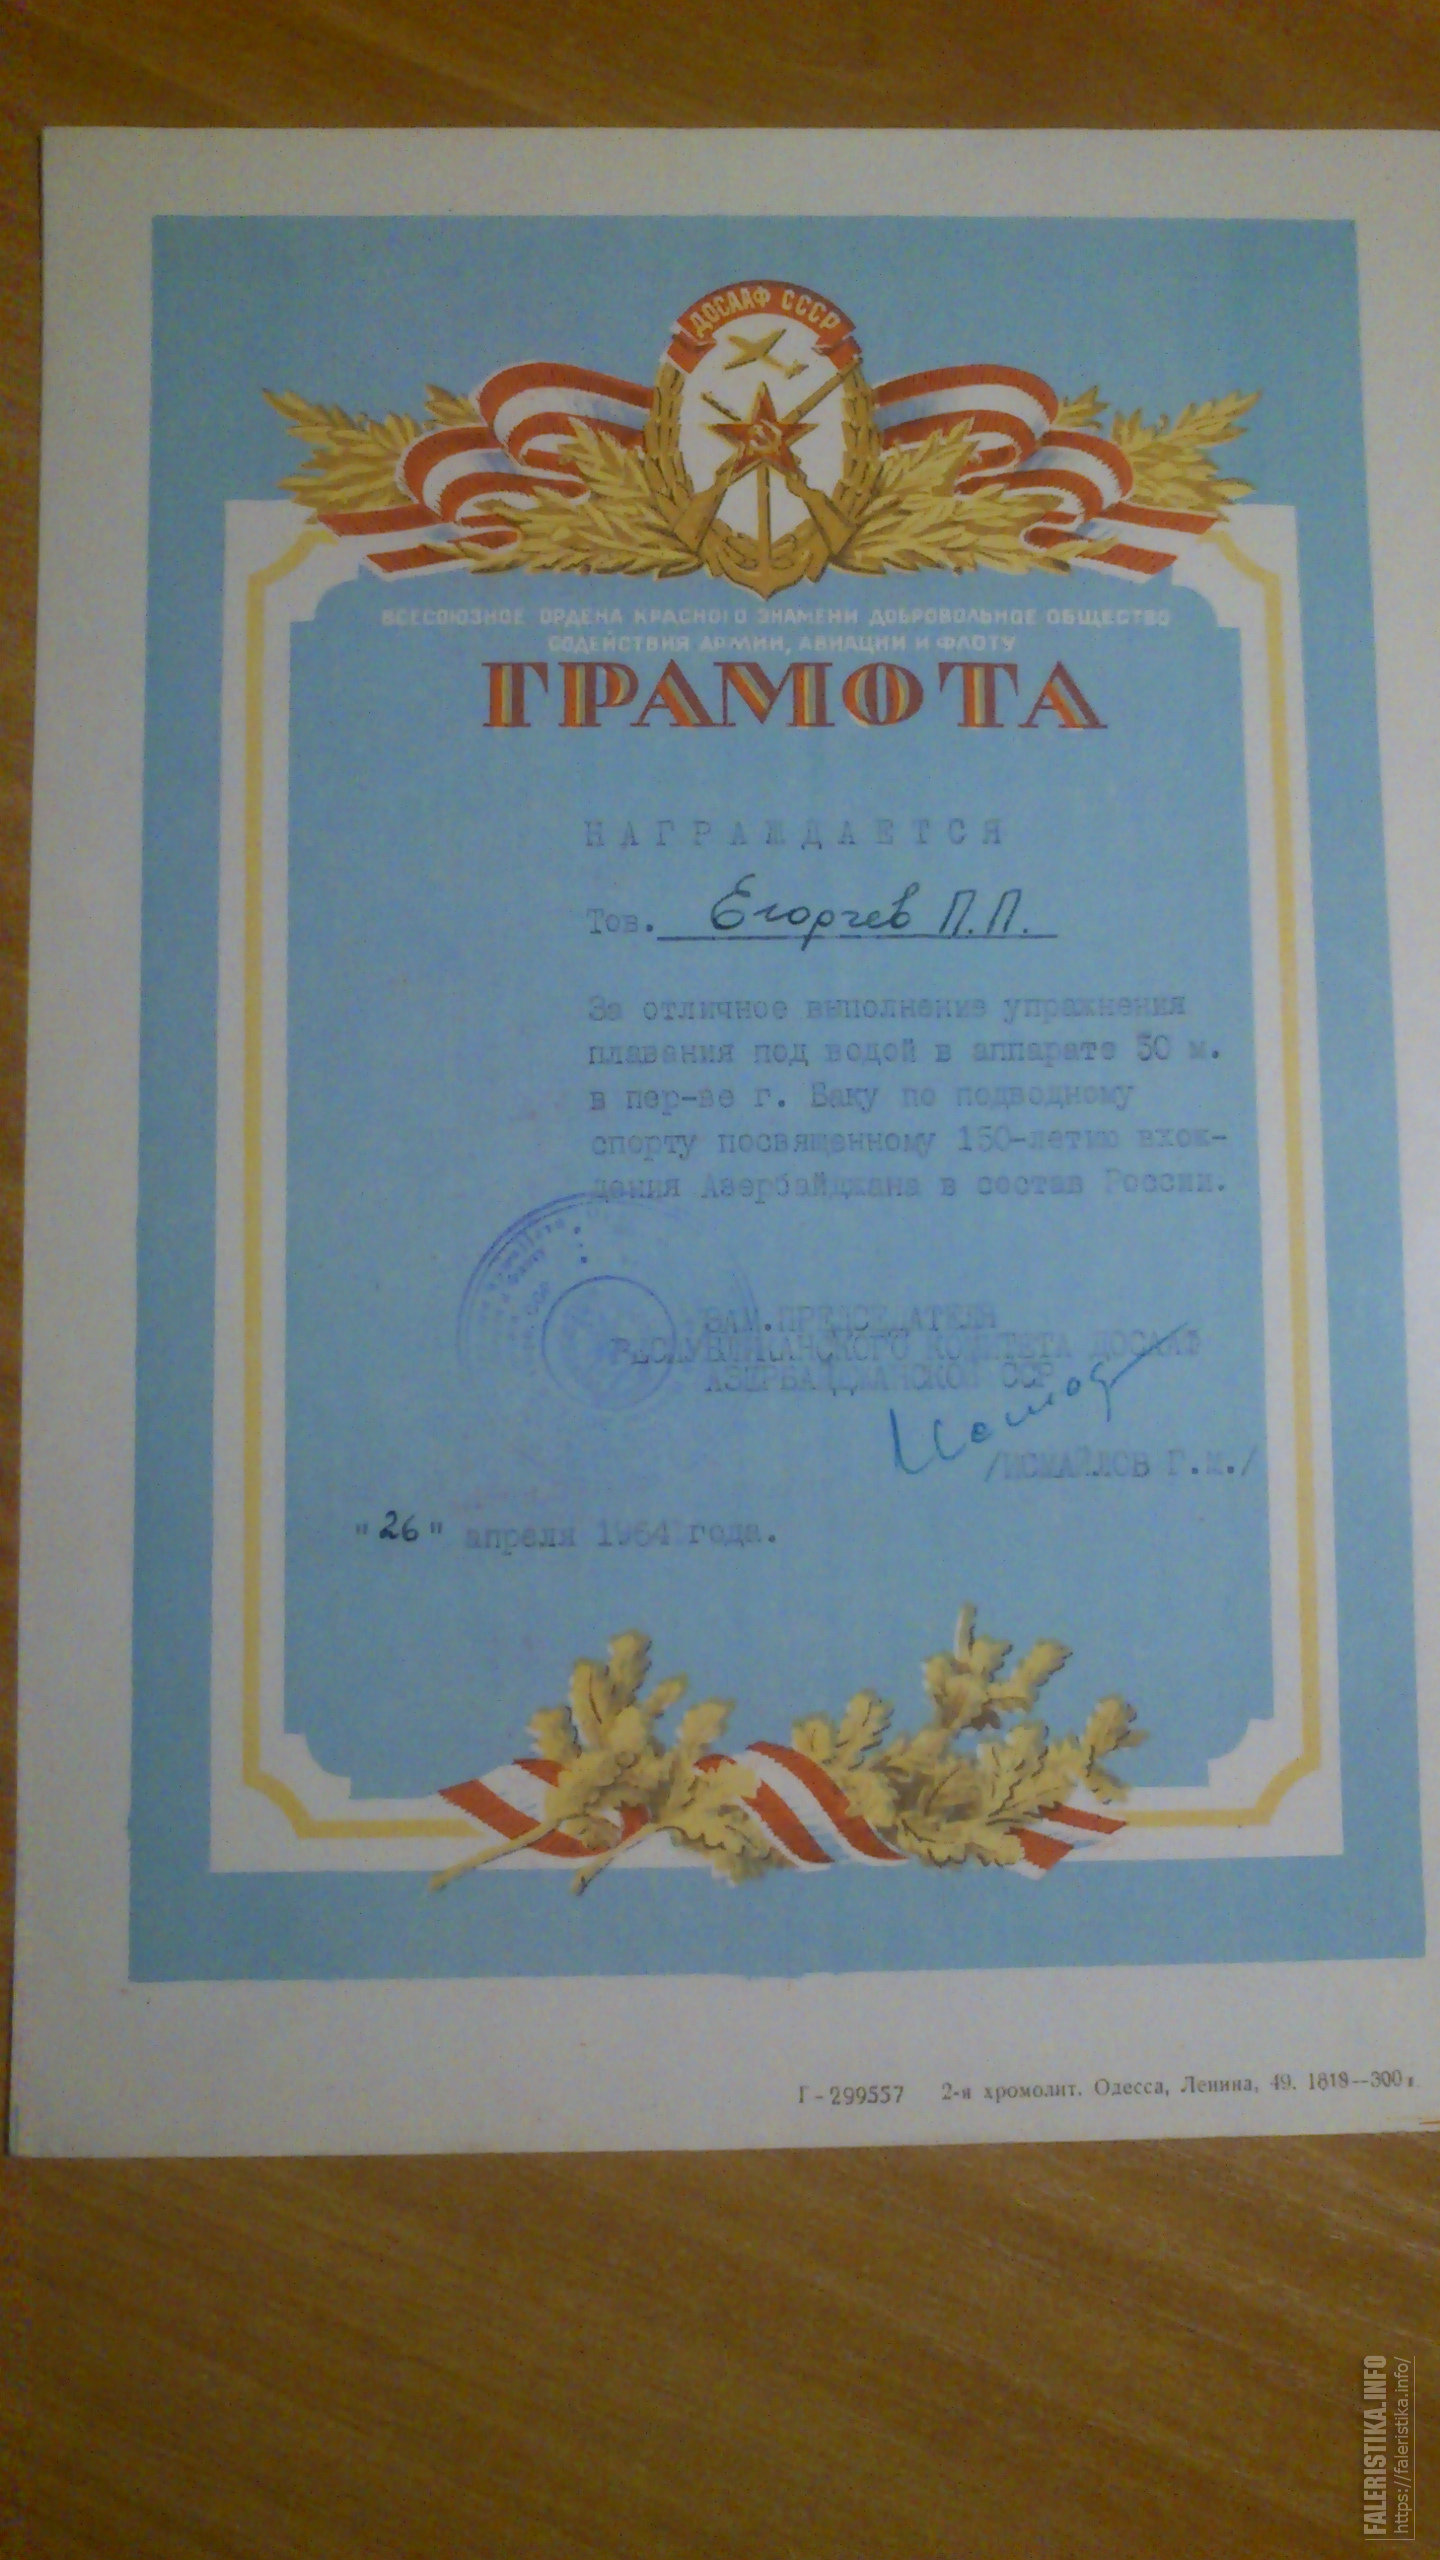 ДОСААФ СССР
ВСЕСОЮЗНОЕ ОРДЕНА КРАСНОГО ЗНАМЕНИ ДОБРОВОЛЬНОЕ ОБЩЕСТВО
СОДЕЙСТВИЯ АРМИИ, АВИАЦИИ И ФЛОТУ
ГРАМОТА
НАГРАЖДАЕТСЯ
Тов. Егорчев П.П.
За отличное выполнение упражнения
плавания под водой в аппарате 50 м.
в пер-ве г. Баку по подводному
спорту посвященному 150-летию вхож-
дения Азербайджана в состав России.
ЗАМ.ПРЕДСЕДАТЕЛЯ
РЕСПУБЛИКАНСКОГО КОМИТЕТА ДОСААФ
АЗЕРБАЙДЖАНСКОЙ ССР
/ИСМАЙЛОВ Г.М./
"26" апреля 1964 года.
Г-299557 2-я хромолит. Одесса, Ленина, 49. 1818—300
FALERISTIKA.INFO
https://faleristika.info/